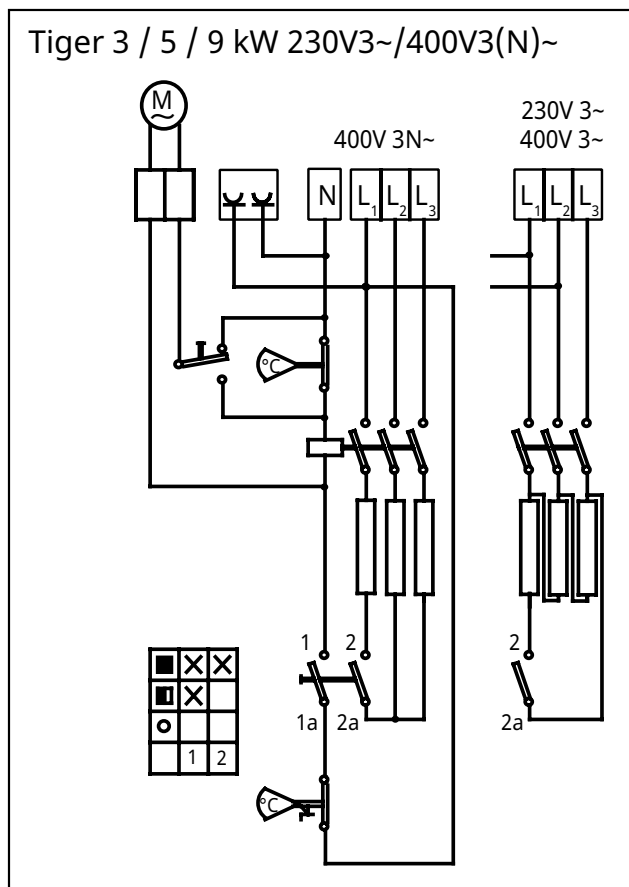 Tiger 3 / 5 / 9 kW 230V3~/400V3(N)~
M
~
400V 3N~
230V 3~
400V 3~
N L1 L2 L3
L1 L2 L3
°C
1 2
1a 2a
2
2a
1 2
°C